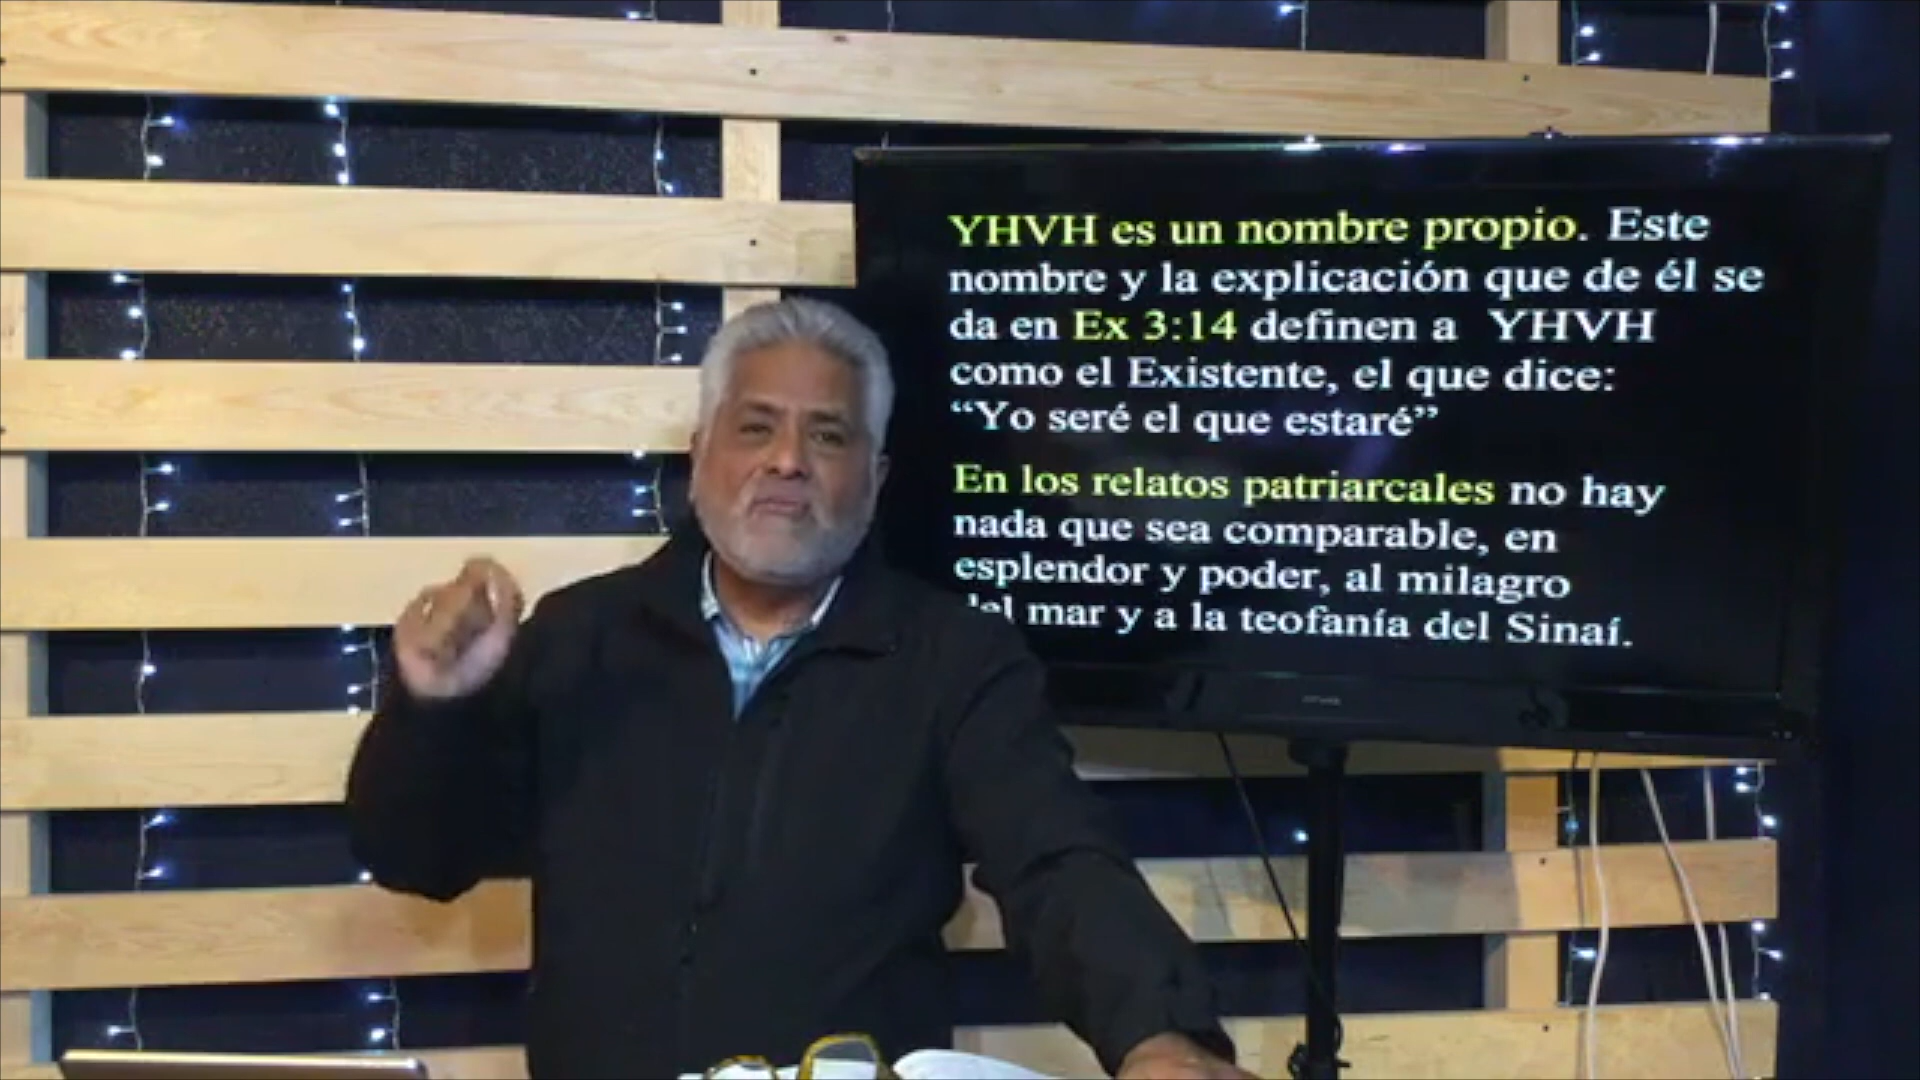 YHVH es un nombre propio. Este
nombre y la explicación que de él se
da en Ex 3:14 definen a YHVH
como el Existente, el que dice:
“Yo seré el que estaré”
En los relatos patriarcales no hay
nada que sea comparable, en
esplendor y poder, al milagro
del mar y a la teofanía del Sinaí.